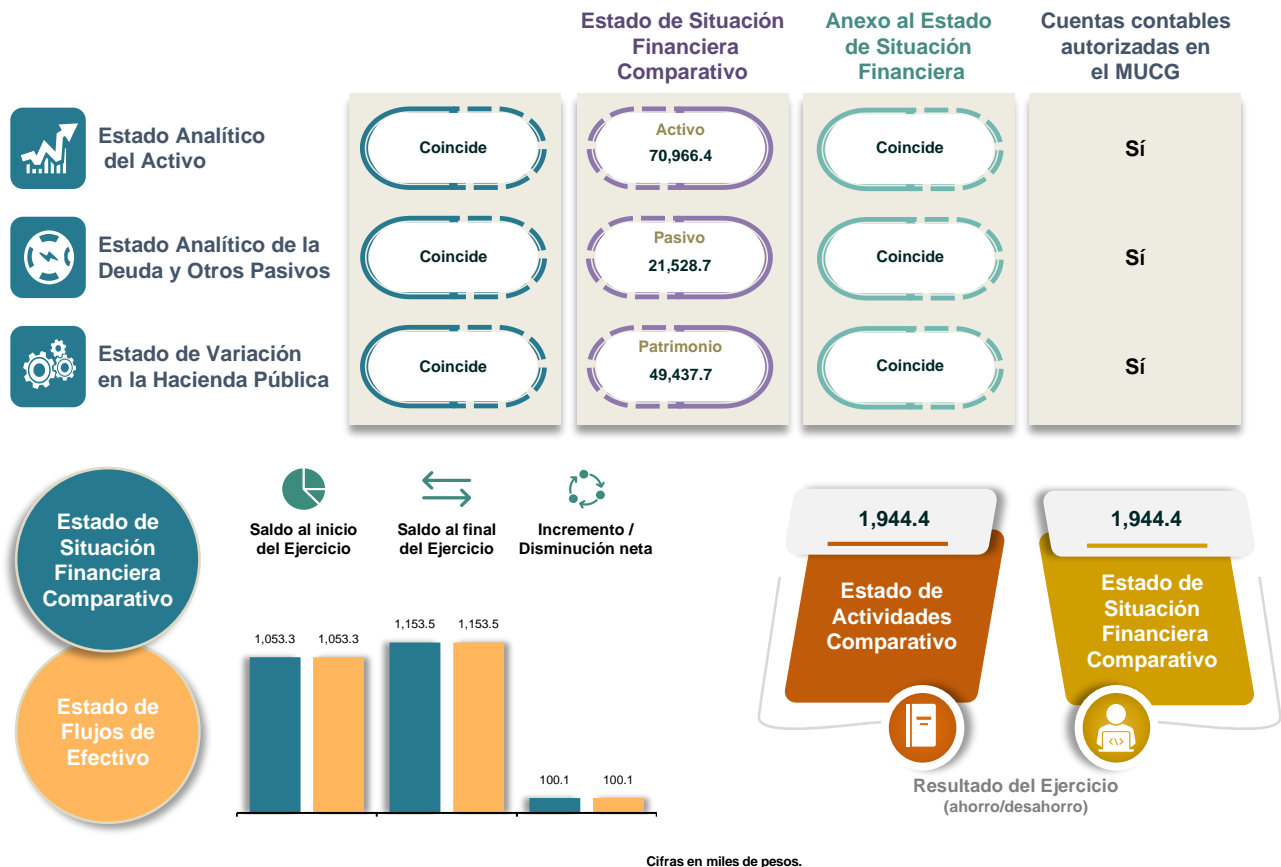 Estado de Situación
Financiera
Comparativo
Anexo al Estado
de Situación
Financiera
Cuentas contables
autorizadas en
el MUCG
Estado Analítico
del Activo
Coincide
Activo
70,966.4
Coincide
Sí
Estado Analítico de la
Deuda y Otros Pasivos
Coincide
Pasivo
21,528.7
Coincide
Sí
Estado de Variación
en la Hacienda Pública
Coincide
Patrimonio
49,437.7
Coincide
Sí
Estado de
Situación
Financiera
Comparativo
Estado de
Flujos de
Efectivo
Saldo al inicio
del Ejercicio
Saldo al final
del Ejercicio
Incremento /
Disminución neta
1,053.3
1,053.3
1,153.5
1,153.5
100.1
100.1
1,944.4
Estado de
Actividades
Comparativo
1,944.4
Estado de
Situación
Financiera
Comparativo
Resultado del Ejercicio
(ahorro/desahorro)
Cifras en miles de pesos.